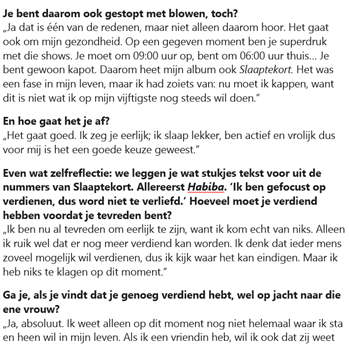 Je bent daarom ook gestopt met blowen, toch?
„Ja dat is één van de redenen, maar niet alleen daarom hoor. Het gaat
ook om mijn gezondheid. Op een gegeven moment ben je superdruk
met die shows. Je moet om 09:00 uur op, bent om 06:00 uur thuis... Je
bent gewoon kapot. Daarom heet mijn album ook Slaaptekort. Het was
een fase in mijn leven, maar ik had zoiets van: nu moet ik kappen, want
dit is niet wat ik op mijn vijftigste nog steeds wil doen.”
En hoe gaat het je af?
„Het gaat goed. Ik zeg je eerlijk; ik slaap lekker, ben actief en vrolijk dus
voor mij is het een goede keuze geweest.”
Even wat zelfreflectie: we leggen je wat stukjes tekst voor uit de
nummers van Slaaptekort. Allereerst Habiba. ‘Ik ben gefocust op
verdienen, dus word niet te verliefd.’ Hoeveel moet je verdiend
hebben voordat je tevreden bent?
„Ik ben nu al tevreden om eerlijk te zijn, want ik kom echt van niks. Alleen
ik ruik wel dat er nog meer verdiend kan worden. Ik denk dat ieder mens
zoveel mogelijk wil verdienen, dus ik kijk waar het kan eindigen. Maar ik
heb niks te klagen op dit moment.”
Ga je, als je vindt dat je genoeg verdiend hebt, wel op jacht naar die
ene vrouw?
„Ja, absoluut. Ik weet alleen op dit moment nog niet helemaal waar ik sta
en heen wil in mijn leven. Als ik een vriendin heb, wil ik ook dat zij weet